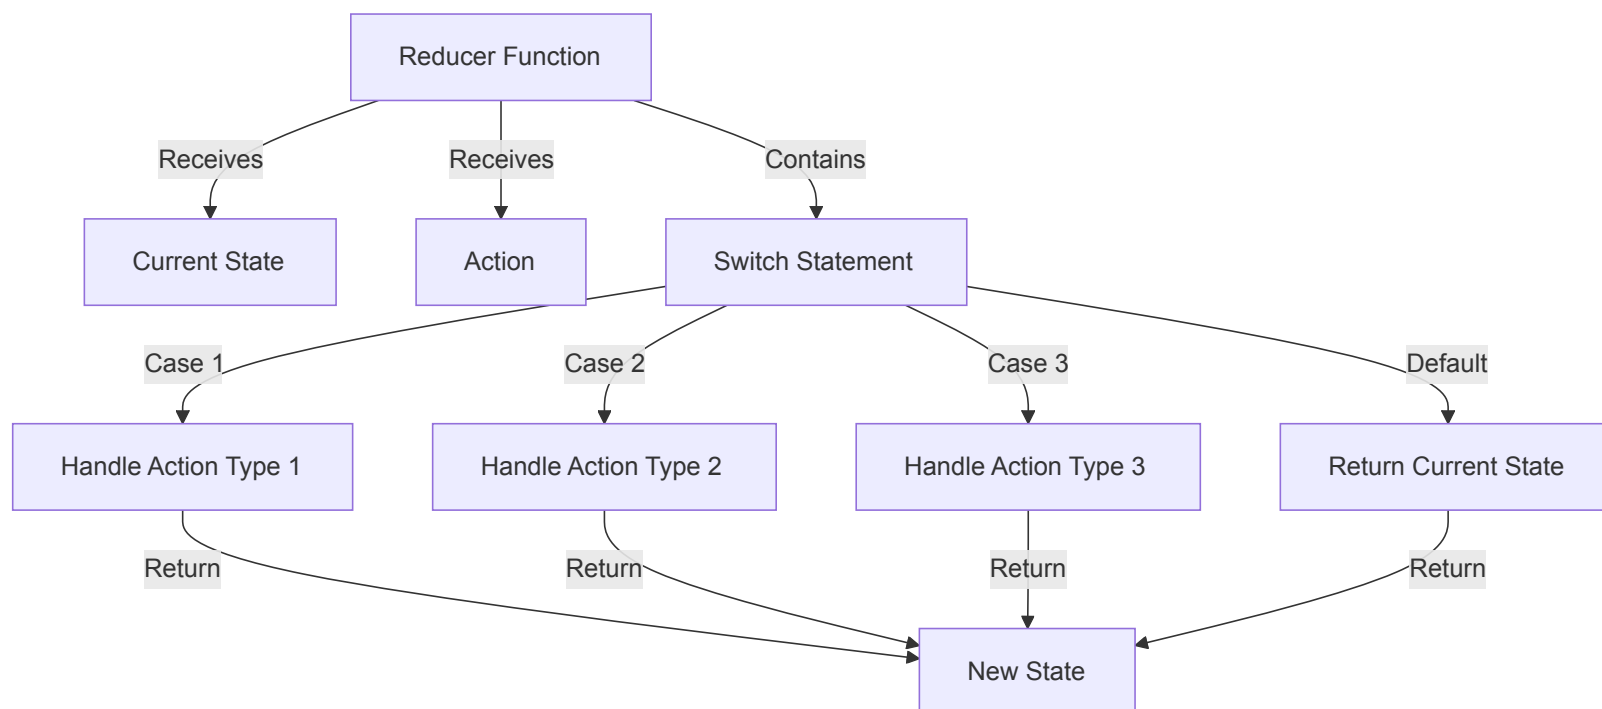 Reducer Function
Receives
Receives
Contains
Current State
Action
Switch Statement
Case 1
Case 2
Case 3
Default
Handle Action Type 1
Handle Action Type 2
Handle Action Type 3
Return Current State
Return
Return
Return
Return
New State